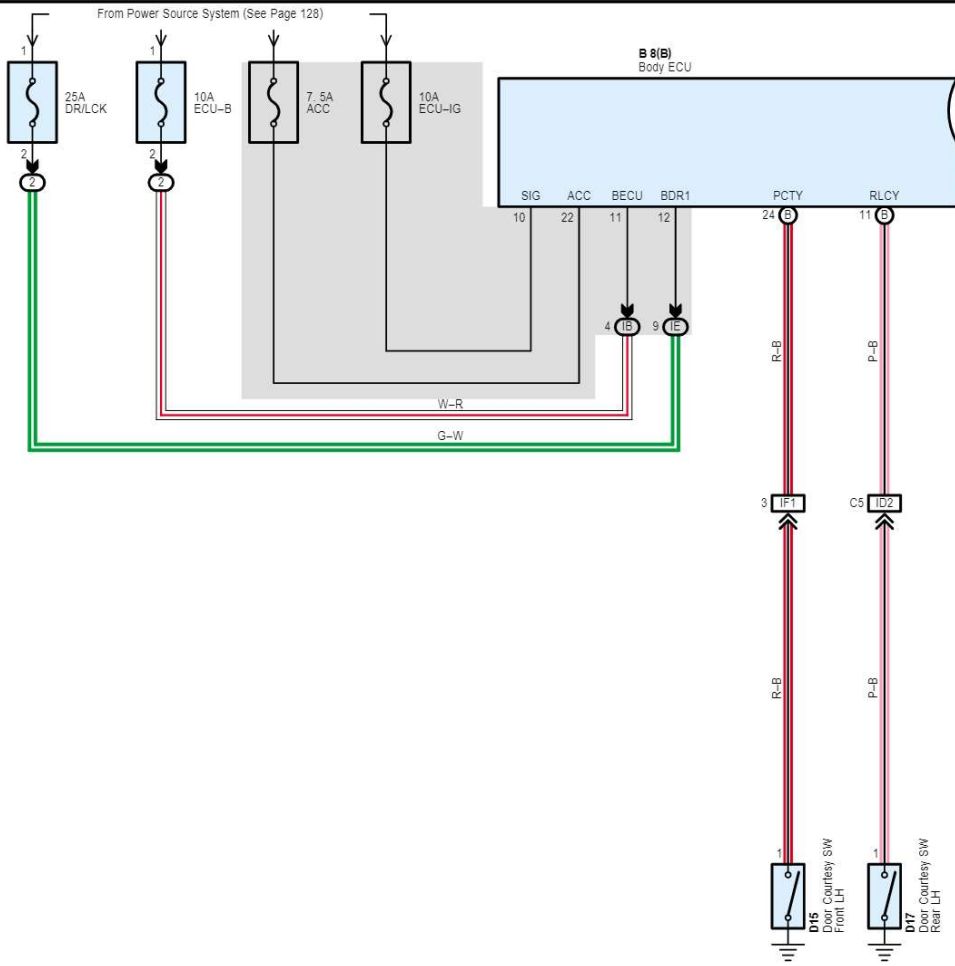 From Power Source System (See Page 128)
1
1
25A
DR/LCK
10A
ECU–B
7. 5A
ACC
10A
ECU–IG
2
2
2
2
B 8(B)
Body ECU
SIG
ACC
BECU
BDR1
PCTY
RLCY
10
22
11
12
24
B
11
B
4
IB
9
IE
R–B
P–B
W–R
G–W
3
IF1
C5
ID2
R–B
P–B
1
1
D15
Door Courtesy SW
Front LH
D17
Door Courtesy SW
Rear LH